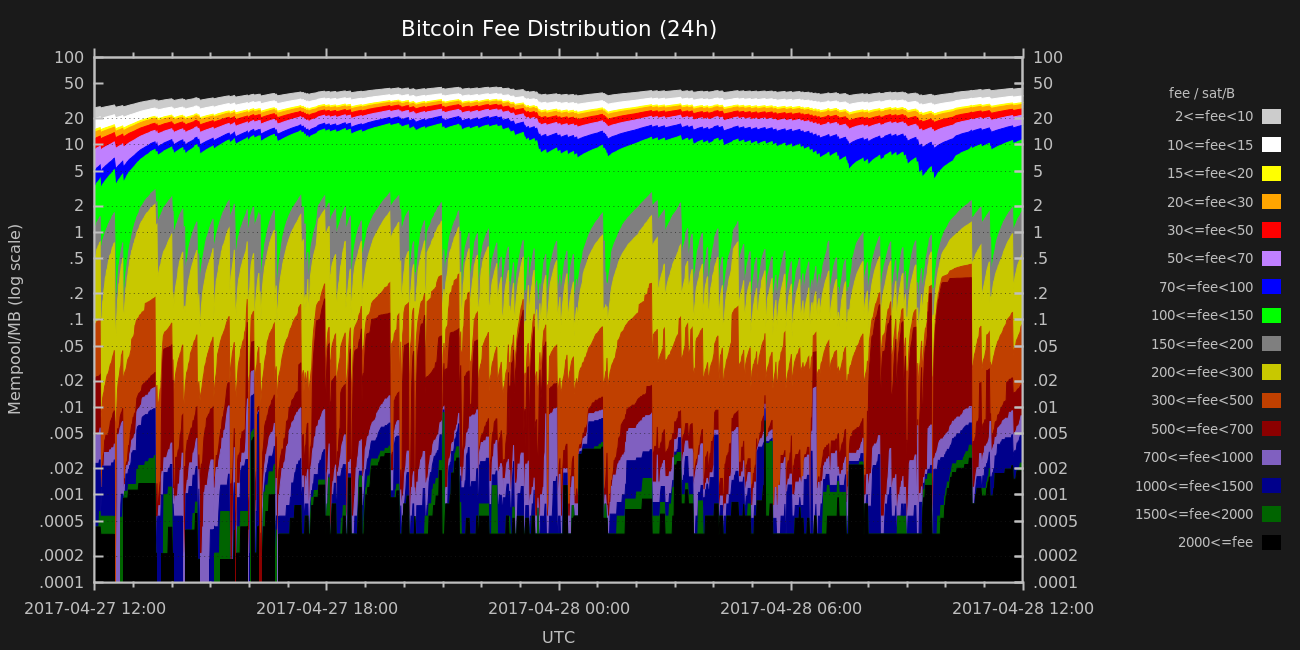 Bitcoin Fee Distribution (24h)
Mempool/MB (log scale)
100
50
20
10
5
2
1
.5
.2
.1
.05
.02
.01
.005
.002
.001
.0005
.0002
.0001
100
50
20
10
5
2
1
.5
.2
.1
.05
.02
.01
.005
.002
.001
.0005
.0002
.0001
2017-04-27 12:00
2017-04-27 18:00
2017-04-28 00:00
2017-04-28 06:00
2017-04-28 12:00
UTC
fee / sat/B
2<=fee<10
10<=fee<15
15<=fee<20
20<=fee<30
30<=fee<50
50<=fee<70
70<=fee<100
100<=fee<150
150<=fee<200
200<=fee<300
300<=fee<500
500<=fee<700
700<=fee<1000
1000<=fee<1500
1500<=fee<2000
2000<=fee